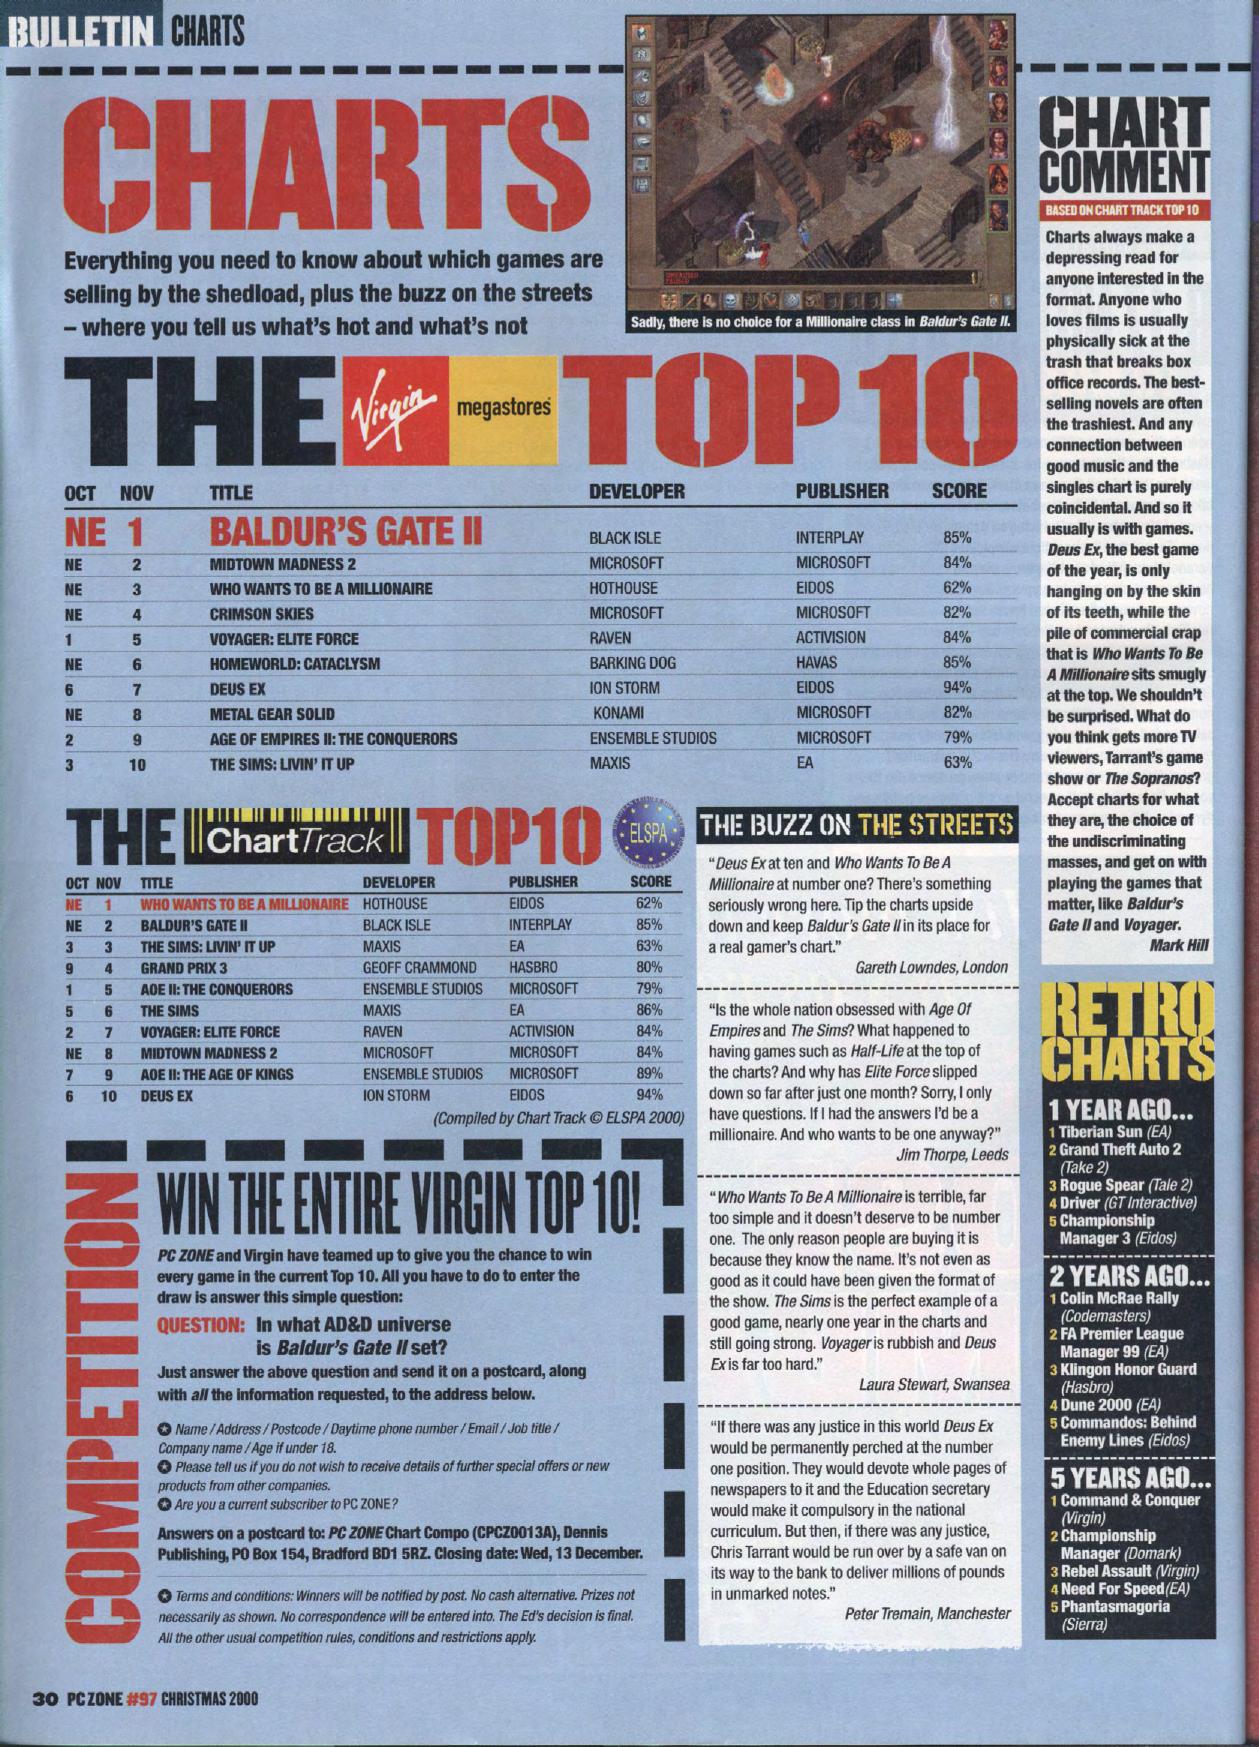 BULLETIN CHARTS
CHARTS
Everything you need to know about which games are
selling by the shedload, plus the buzz on the streets
– where you tell us what's hot and what's not
Sadly, there is no choice for a Millionaire class in Baldur's Gate II.
THE Virgin megastores TOP 10
OCT NOV TITLE DEVELOPER PUBLISHER SCORE
NE 1 BALDUR'S GATE II BLACK ISLE INTERPLAY 85%
NE 2 MIDTOWN MADNESS 2 MICROSOFT MICROSOFT 84%
NE 3 WHO WANTS TO BE A MILLIONAIRE HOTHOUSE EIDOS 62%
NE 4 CRIMSON SKIES MICROSOFT MICROSOFT 82%
1 5 VOYAGER: ELITE FORCE RAVEN ACTIVISION 84%
NE 6 HOMEWORLD: CATACLYSM BARKING DOG HAVAS 85%
6 7 DEUS EX ION STORM EIDOS 94%
NE 8 METAL GEAR SOLID KONAMI MICROSOFT 82%
2 9 AGE OF EMPIRES II: THE CONQUERORS ENSEMBLE STUDIOS MICROSOFT 79%
3 10 THE SIMS: LIVIN' IT UP MAXIS EA 63%
THE ChartTrack TOP10 ELSPA
OCT NOV TITLE DEVELOPER PUBLISHER SCORE
NE 1 WHO WANTS TO BE A MILLIONAIRE HOTHOUSE EIDOS 62%
NE 2 BALDUR'S GATE II BLACK ISLE INTERPLAY 85%
3 3 THE SIMS: LIVIN' IT UP MAXIS EA 63%
9 4 GRAND PRIX 3 GEOFF CRAMMOND HASBRO 80%
1 5 AOE II: THE CONQUERORS ENSEMBLE STUDIOS MICROSOFT 79%
5 6 THE SIMS MAXIS EA 86%
2 7 VOYAGER: ELITE FORCE RAVEN ACTIVISION 84%
NE 8 MIDTOWN MADNESS 2 MICROSOFT MICROSOFT 84%
7 9 AOE II: THE AGE OF KINGS ENSEMBLE STUDIOS MICROSOFT 89%
6 10 DEUS EX ION STORM EIDOS 94%
(Compiled by Chart Track © ELSPA 2000)
COMPETITION
WIN THE ENTIRE VIRGIN TOP 10!
PC ZONE and Virgin have teamed up to give you the chance to win
every game in the current Top 10. All you have to do to enter the
draw is answer this simple question:
QUESTION: In what AD&D universe
is Baldur's Gate II set?
Just answer the above question and send it on a postcard, along
with all the information requested, to the address below.
Name / Address / Postcode / Daytime phone number / Email / Job title /
Company name / Age if under 18.
Please tell us if you do not wish to receive details of further special offers or new
products from other companies.
Are you a current subscriber to PC ZONE?
Answers on a postcard to: PC ZONE Chart Compo (CPCZ0013A), Dennis
Publishing, PO Box 154, Bradford BD1 5RZ. Closing date: Wed, 13 December.
Terms and conditions: Winners will be notified by post. No cash alternative. Prizes not
necessarily as shown. No correspondence will be entered into. The Ed's decision is final.
All the other usual competition rules, conditions and restrictions apply.
THE BUZZ ON THE STREETS
"Deus Ex at ten and Who Wants To Be A
Millionaire at number one? There's something
seriously wrong here. Tip the charts upside
down and keep Baldur's Gate II in its place for
a real gamer's chart."
Gareth Lowndes, London
"Is the whole nation obsessed with Age Of
Empires and The Sims? What happened to
having games such as Half-Life at the top of
the charts? And why has Elite Force slipped
down so far after just one month? Sorry, I only
have questions. If I had the answers I'd be a
millionaire. And who wants to be one anyway?"
Jim Thorpe, Leeds
"Who Wants To Be A Millionaire is terrible, far
too simple and it doesn't deserve to be number
one. The only reason people are buying it is
because they know the name. It's not even as
good as it could have been given the format of
the show. The Sims is the perfect example of a
good game, nearly one year in the charts and
still going strong. Voyager is rubbish and Deus
Ex is far too hard."
Laura Stewart, Swansea
"If there was any justice in this world Deus Ex
would be permanently perched at the number
one position. They would devote whole pages of
newspapers to it and the Education secretary
would make it compulsory in the national
curriculum. But then, if there was any justice,
Chris Tarrant would be run over by a safe van on
its way to the bank to deliver millions of pounds
in unmarked notes."
Peter Tremain, Manchester
CHART
COMMENT
BASED ON CHART TRACK TOP 10
Charts always make a
depressing read for
anyone interested in the
format. Anyone who
loves films is usually
physically sick at the
trash that breaks box
office records. The best-
selling novels are often
the trashiest. And any
connection between
good music and the
singles chart is purely
coincidental. And so it
usually is with games.
Deus Ex, the best game
of the year, is only
hanging on by the skin
of its teeth, while the
pile of commercial crap
that is Who Wants To Be
A Millionaire sits smugly
at the top. We shouldn't
be surprised. What do
you think gets more TV
viewers, Tarrant's game
show or The Sopranos?
Accept charts for what
they are, the choice of
the undiscriminating
masses, and get on with
playing the games that
matter, like Baldur's
Gate II and Voyager.
Mark Hill
RETRO
CHARTS
1 YEAR AGO...
1 Tiberian Sun (EA)
2 Grand Theft Auto 2
(Take 2)
3 Rogue Spear (Tale 2)
4 Driver (GT Interactive)
5 Championship
Manager 3 (Eidos)
2 YEARS AGO...
1 Colin McRae Rally
(Codemasters)
2 FA Premier League
Manager 99 (EA)
3 Klingon Honor Guard
(Hasbro)
4 Dune 2000 (EA)
5 Commandos: Behind
Enemy Lines (Eidos)
5 YEARS AGO...
1 Command & Conquer
(Virgin)
2 Championship
Manager (Domark)
3 Rebel Assault (Virgin)
4 Need For Speed (EA)
5 Phantasmagoria
(Sierra)
30 PC ZONE #97 CHRISTMAS 2000